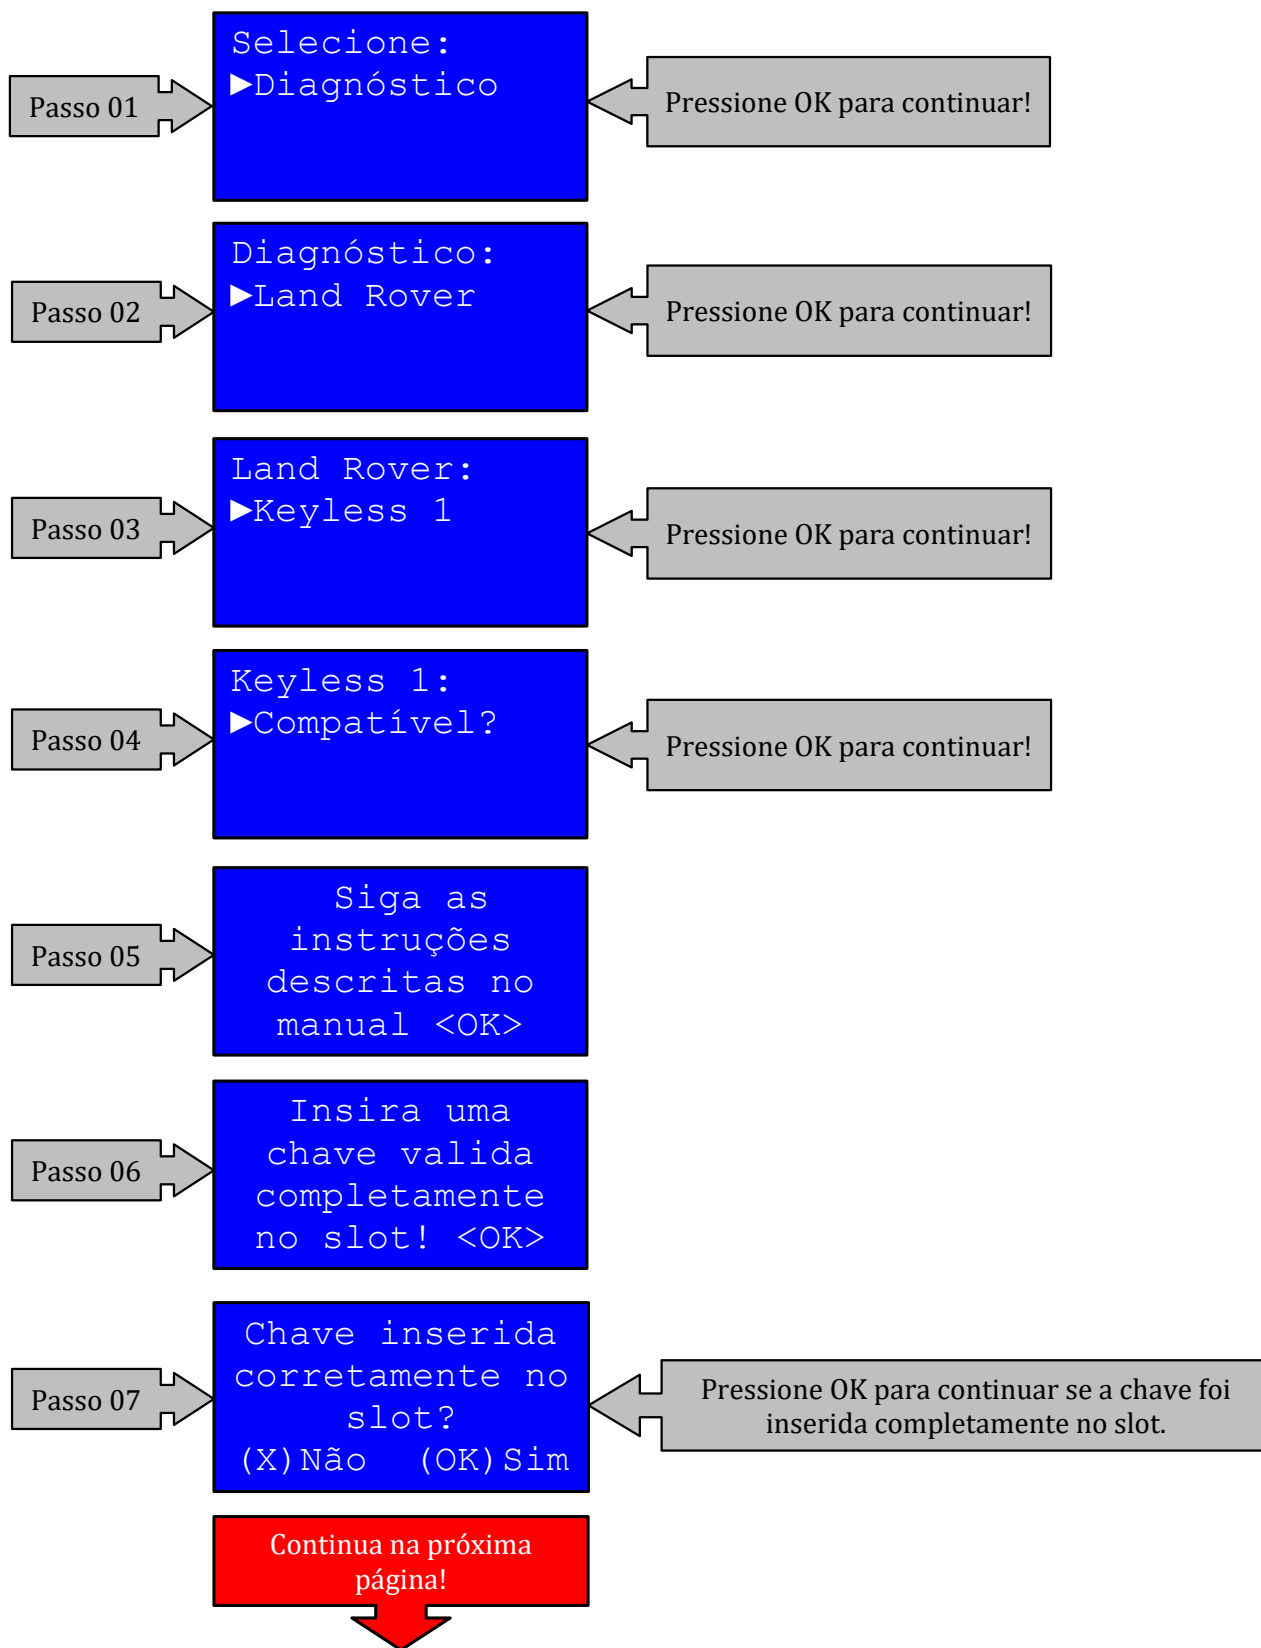 Selecione:
►Diagnóstico
Passo 01
Pressione OK para continuar!
Diagnóstico:
►Land Rover
Passo 02
Pressione OK para continuar!
Land Rover:
►Keyless 1
Passo 03
Pressione OK para continuar!
Keyless 1:
►Compatível?
Passo 04
Pressione OK para continuar!
Siga as
instruções
descritas no
manual <OK>
Passo 05
Insira uma
chave valida
completamente
no slot! <OK>
Passo 06
Chave inserida
corretamente no
slot?
(X)Não (OK)Sim
Passo 07
Pressione OK para continuar se a chave foi
inserida completamente no slot.
Continua na próxima
página!